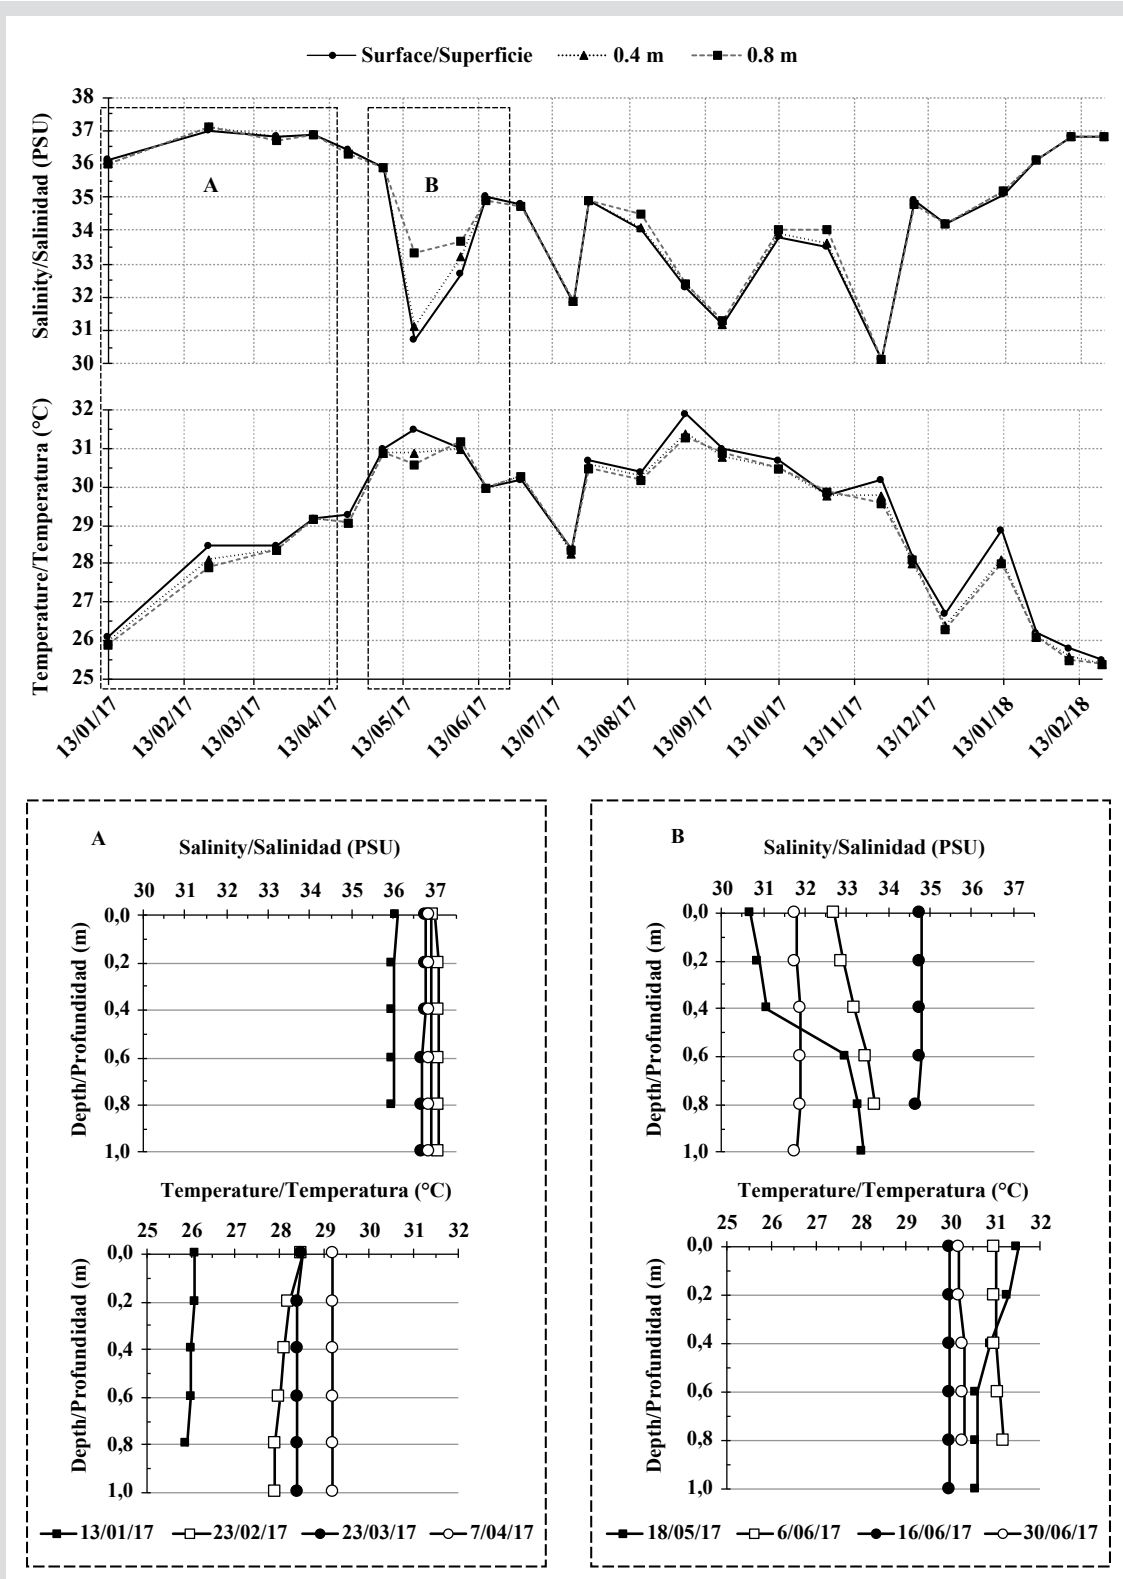 Surface/Superficie 0.4 m 0.8 m
Salinity/Salinidad (PSU)
38
37
36
35
34
33
32
31
30
A
B
Temperature/Temperatura (°C)
32
31
30
29
28
27
26
25
13/01/17 13/02/17 13/03/17 13/04/17 13/05/17 13/06/17 13/07/17 13/08/17 13/09/17 13/10/17 13/11/17 13/12/17 13/01/18 13/02/18
A
Salinity/Salinidad (PSU)
30 31 32 33 34 35 36 37
Depth/Profundidad (m)
0,0
0,2
0,4
0,6
0,8
1,0
Temperature/Temperatura (°C)
25 26 27 28 29 30 31 32
Depth/Profundidad (m)
0,0
0,2
0,4
0,6
0,8
1,0
13/01/17 23/02/17 23/03/17 7/04/17
B
Salinity/Salinidad (PSU)
30 31 32 33 34 35 36 37
Depth/Profundidad (m)
0,0
0,2
0,4
0,6
0,8
1,0
Temperature/Temperatura (°C)
25 26 27 28 29 30 31 32
Depth/Profundidad (m)
0,0
0,2
0,4
0,6
0,8
1,0
18/05/17 6/06/17 16/06/17 30/06/17